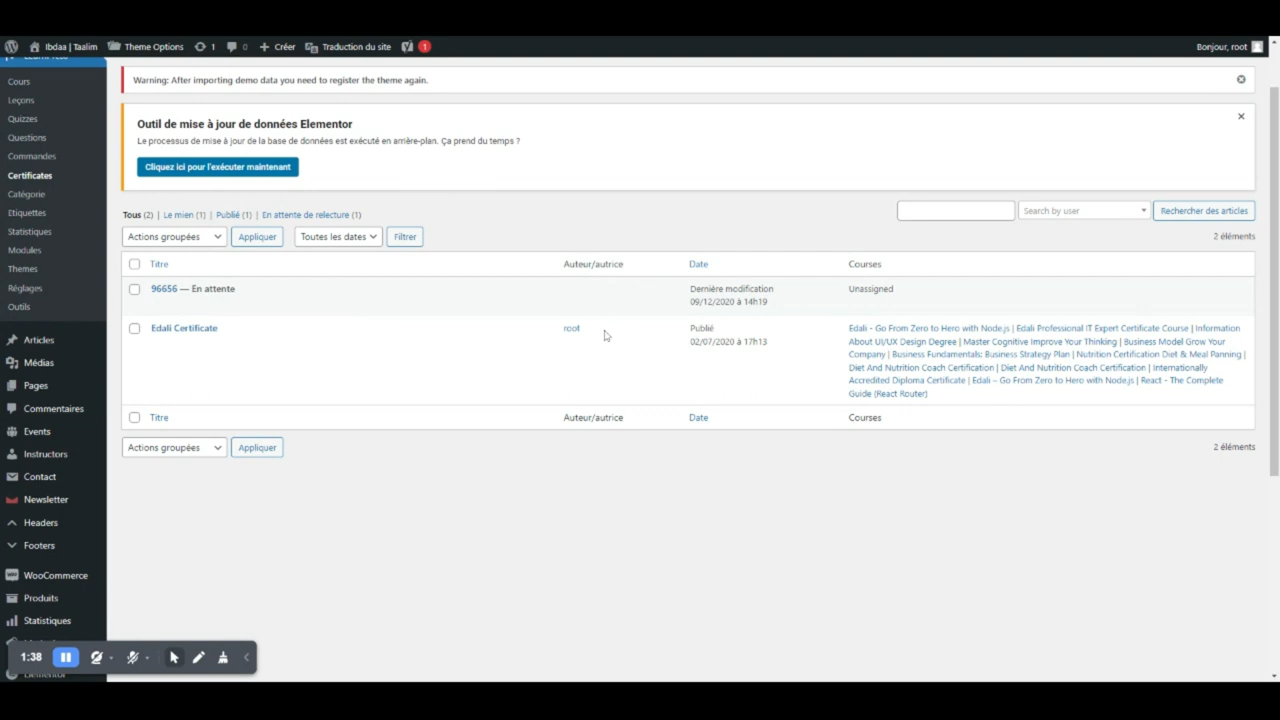 Ibdaa | Taalim Theme Options 1 0 Créer Traduction du site 1 Bonjour, root
Cours
Leçons
Quizzes
Questions
Commandes
Certificates
Catégorie
Etiquettes
Statistiques
Modules
Themes
Réglages
Outils
Articles
Médias
Pages
Commentaires
Events
Instructors
Contact
Newsletter
Headers
Footers
WooCommerce
Produits
Statistiques
Warning: After importing demo data you need to register the theme again.
Outil de mise à jour de données Elementor
Le processus de mise à jour de la base de données est exécuté en arrière-plan. Ça prend du temps ?
Cliquez ici pour l'exécuter maintenant
Tous (2) | Le mien (1) | Publié (1) | En attente de relecture (1)
Search by user Rechercher des articles
Actions groupées Appliquer Toutes les dates Filtrer 2 éléments
Titre Auteur/autrice Date Courses
96656 — En attente Dernière modification Unassigned
09/12/2020 à 14h19
Edali Certificate root Publié Edali - Go From Zero to Hero with Node.js | Edali Professional IT Expert Certificate Course | Information
02/07/2020 à 17h13 About UI/UX Design Degree | Master Cognitive Improve Your Thinking | Business Model Grow Your
Company | Business Fundamentals: Business Strategy Plan | Nutrition Certification Diet & Meal Panning |
Diet And Nutrition Coach Certification | Diet And Nutrition Coach Certification | Internationally
Accredited Diploma Certificate | Edali – Go From Zero to Hero with Node.js | React - The Complete
Guide (React Router)
Titre Auteur/autrice Date Courses
Actions groupées Appliquer 2 éléments
1:38